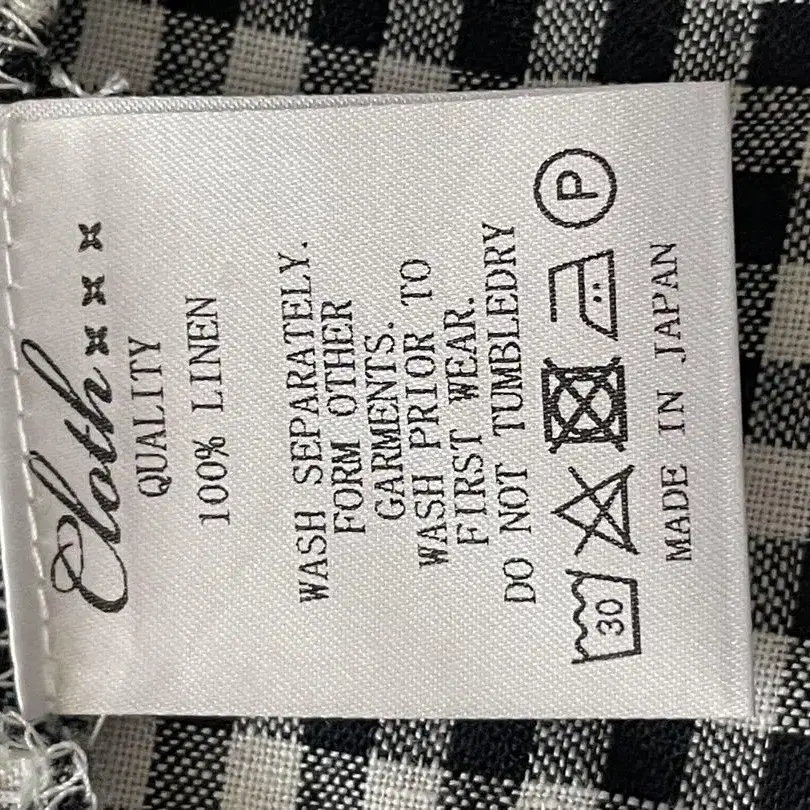 Cloth×××
QUALITY
100% LINEN
WASH SEPARATELY.
FORM OTHER
GARMENTS.
WASH PRIOR TO
FIRST WEAR.
DO NOT TUMBLEDRY
30
P
MADE IN JAPAN